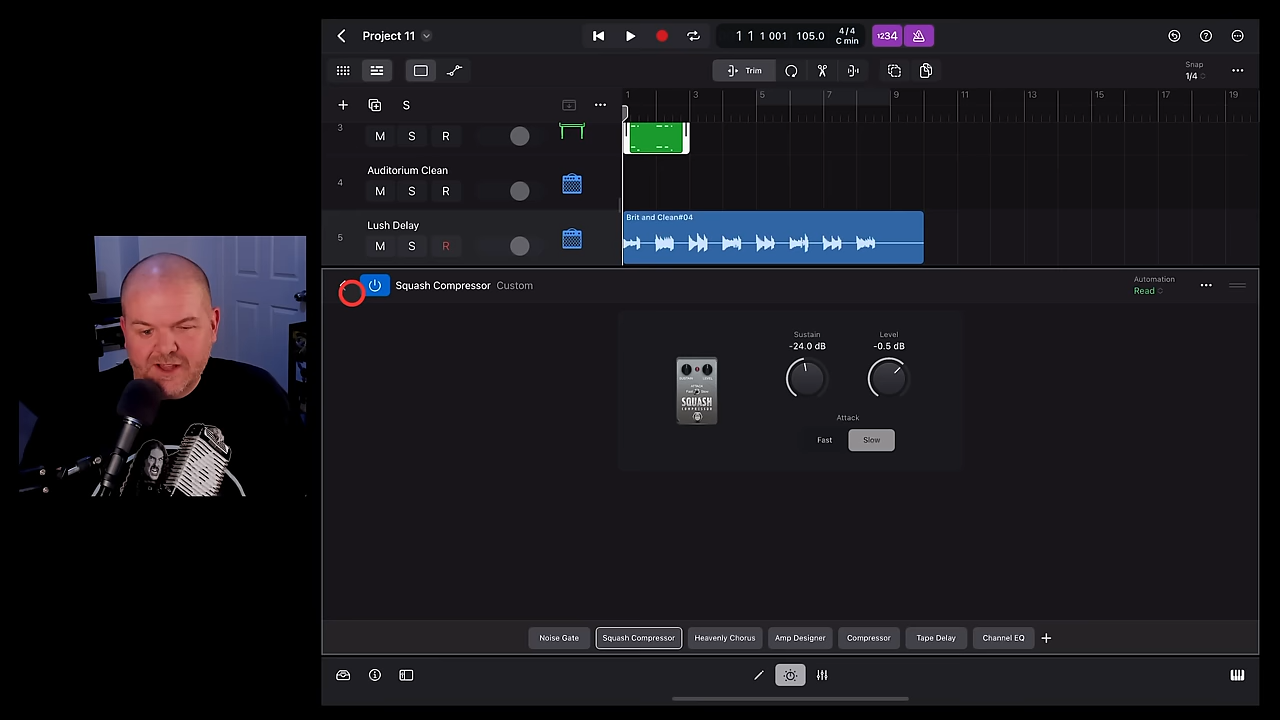 Project 11
1 1 1 001
105.0
4/4
C min
1234
Trim
Snap
1/4
S
1
3
5
7
9
11
13
15
17
19
3
M S R
4
Auditorium Clean
M S R
5
Lush Delay
M S R
Brit and Clean#04
Squash Compressor Custom
Automation
Read
Sustain
-24.0 dB
Level
-0.5 dB
SQUASH
COMPRESSOR
Attack
Fast
Slow
Noise Gate
Squash Compressor
Heavenly Chorus
Amp Designer
Compressor
Tape Delay
Channel EQ